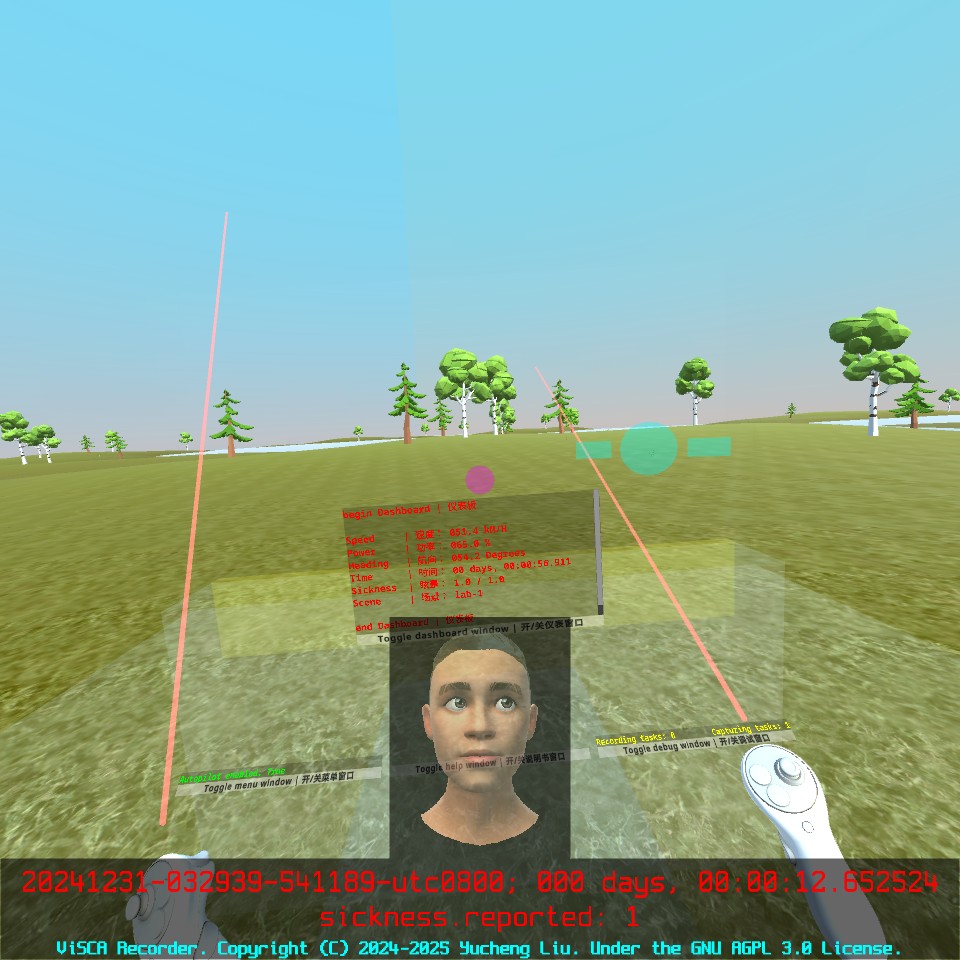 begin Dashboard | 仪表板
Speed | 速度: 051.4 KM/H
Power | 功率: 065.0 %
Heading | 航向: 054.2 Degrees
Time | 时间: 00 days, 00:00:56.911
Sickness | 眩晕: 1.0 / 1.0
Scene | 场景: lab-1
end Dashboard | 仪表板
Toggle dashboard window | 开/关仪表窗口
Recording tasks: 0 Capturing tasks: 1
Toggle debug window | 开/关调试窗口
Toggle help window | 开/关说明书窗口
Autopilot enabled: True
Toggle menu window | 开/关菜单窗口
20241231-032939-541189-utc0800; 000 days, 00:00:12.652524
sickness.reported: 1
ViSCA Recorder. Copyright (C) 2024-2025 Yucheng Liu. Under the GNU AGPL 3.0 License.